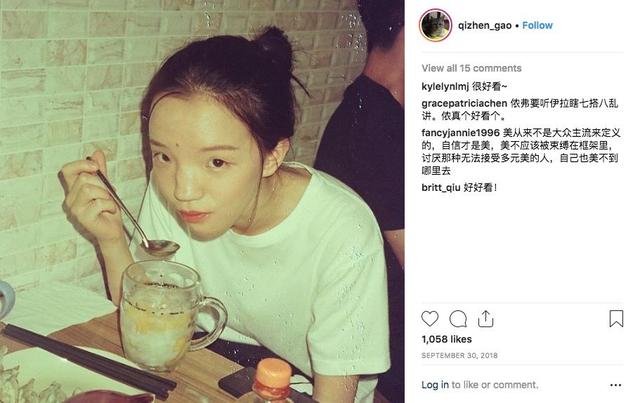 qizhen_gao • Follow
View all 15 comments
kylelynlmj 很好看~
gracepatriciachen 侬弗要听伊拉瞎七搭八乱
讲。侬真个好看个。
fancyjannie1996 美从来不是大众主流来定义
的，自信才是美，美不应该被束缚在框架里，
讨厌那种无法接受多元美的人，自己也美不到
哪里去
britt_qiu 好好看！
1,058 likes
SEPTEMBER 30, 2018
Log in to like or comment.